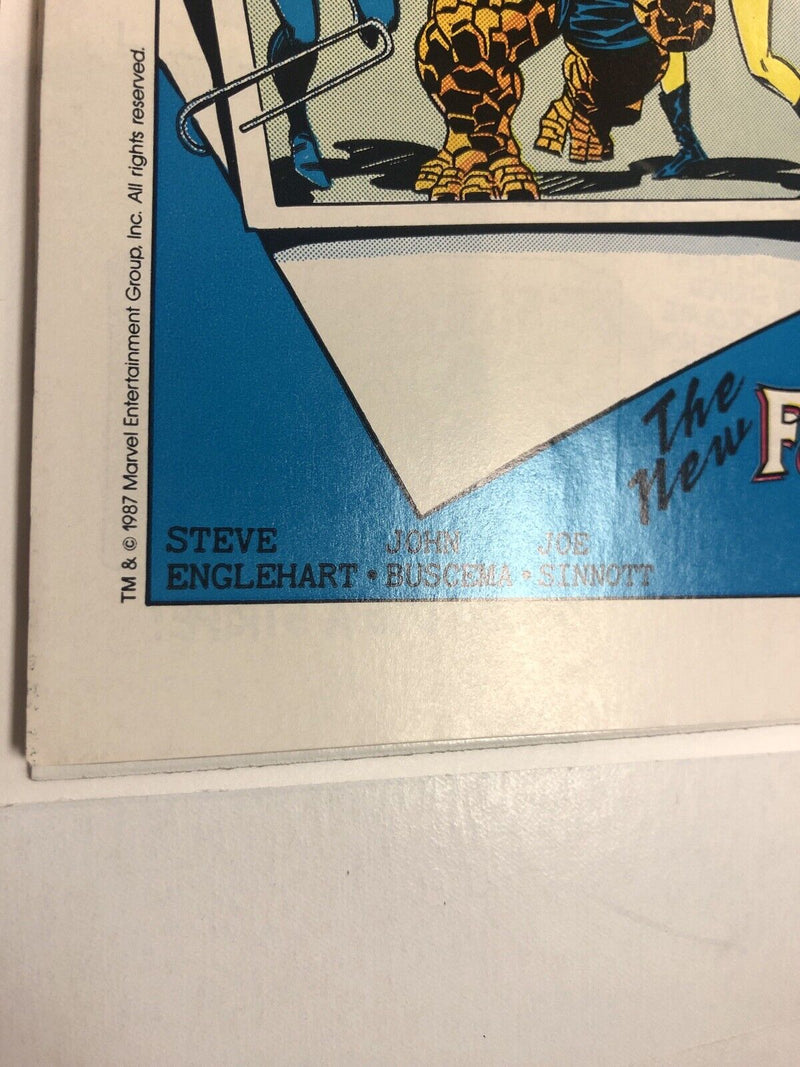 TM & © 1987 Marvel Entertainment Group, Inc. All rights reserved.
The
New
STEVE JOHN JOE
ENGLEHART • BUSCEMA • SINNOTT